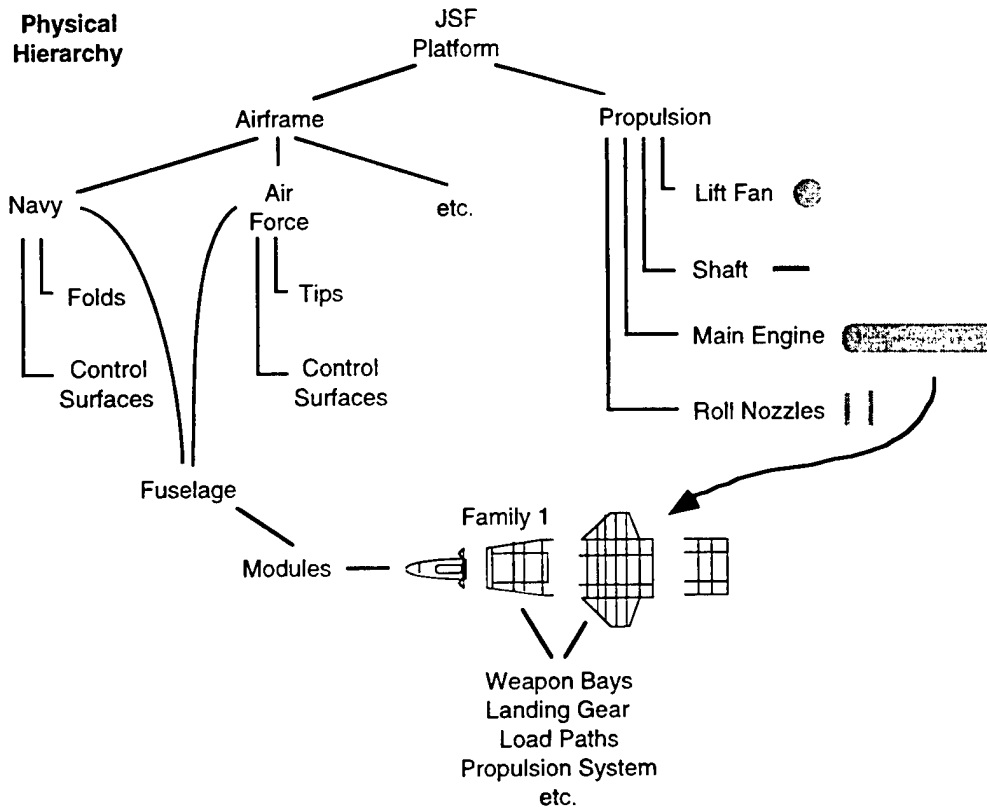 Physical
Hierarchy
JSF
Platform
Airframe
Propulsion
Navy
Air
Force
etc.
Lift Fan
Shaft
Folds
Tips
Main Engine
Control
Surfaces
Control
Surfaces
Roll Nozzles
Fuselage
Family 1
Modules
Weapon Bays
Landing Gear
Load Paths
Propulsion System
etc.